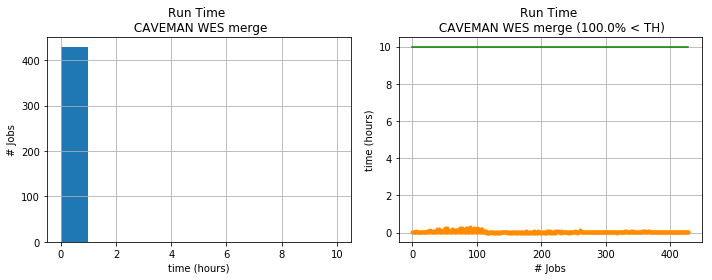 Run Time
CAVEMAN WES merge
400
300
200
100
0
# Jobs
0 2 4 6 8 10
time (hours)
Run Time
CAVEMAN WES merge (100.0% < TH)
10
8
6
4
2
0
time (hours)
0 100 200 300 400
# Jobs